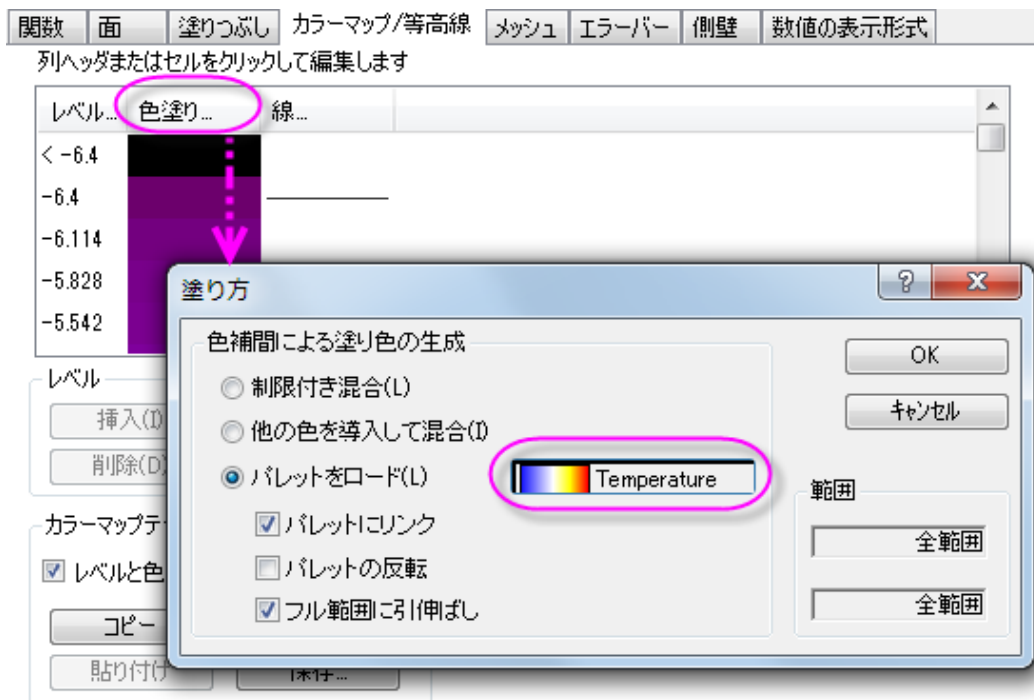 関数 面 塗りつぶし カラーマップ/等高線 メッシュ エラーバー 側壁 数値の表示形式
列ヘッダまたはセルをクリックして編集します
レベル... 色塗り... 線...
< -6.4
-6.4
-6.114
-5.828
-5.542
塗り方
色補間による塗り色の生成
制限付き混合(L)
他の色を導入して混合(I)
パレットをロード(L) Temperature
パレットにリンク
パレットの反転
フル範囲に引伸ばし
OK
キャンセル
範囲
全範囲
全範囲
レベル
挿入(I)
削除(D)
カラーマップテ
レベルと色
コピー
貼り付け
保存...